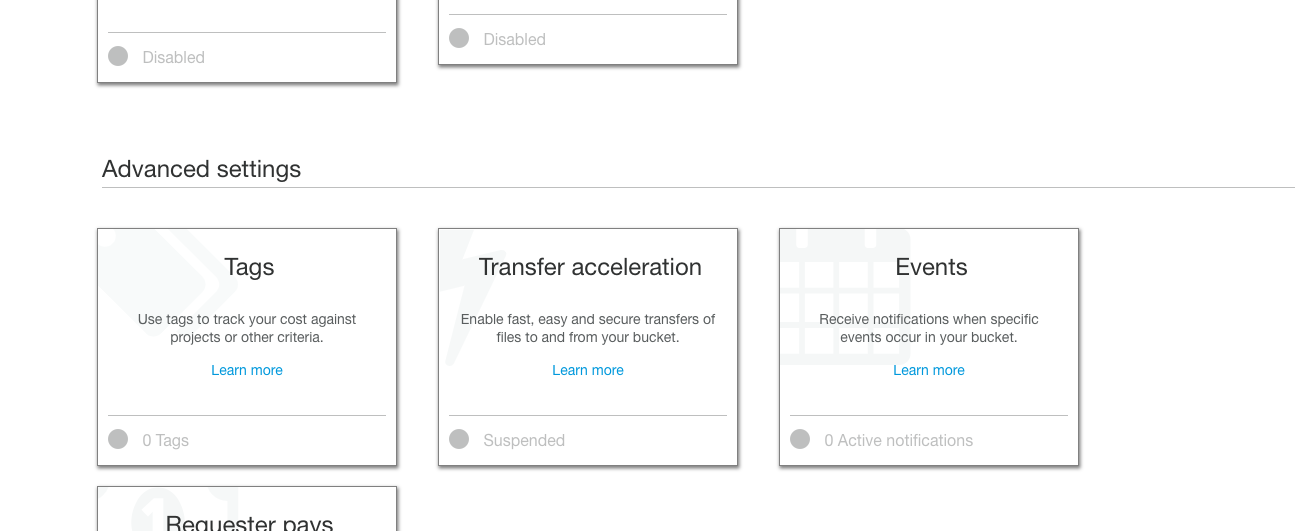 Disabled
Disabled
Advanced settings
Tags
Use tags to track your cost against
projects or other criteria.
Learn more
0 Tags
Transfer acceleration
Enable fast, easy and secure transfers of
files to and from your bucket.
Learn more
Suspended
Events
Receive notifications when specific
events occur in your bucket.
Learn more
0 Active notifications
Requester pays